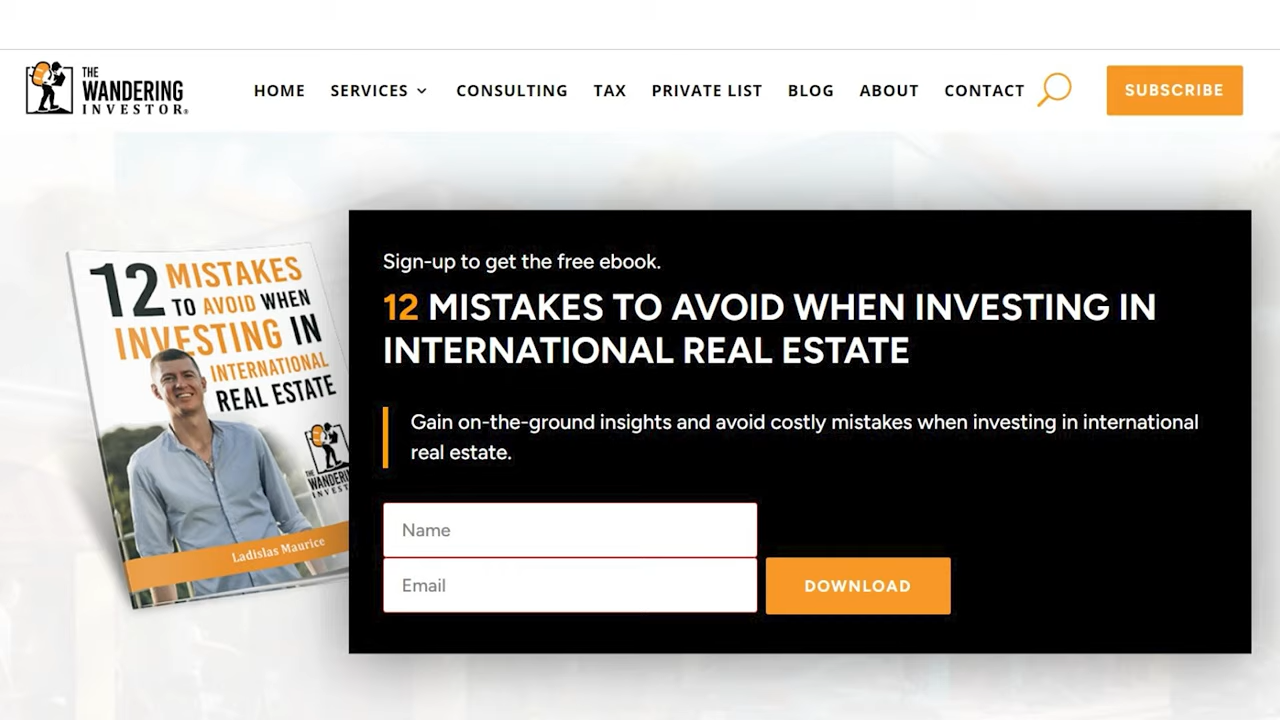 THE
WANDERING
INVESTOR®
HOME SERVICES CONSULTING TAX PRIVATE LIST BLOG ABOUT CONTACT SUBSCRIBE
12 MISTAKES
TO AVOID WHEN
INVESTING IN
INTERNATIONAL
REAL ESTATE
THE
Ladislas Maurice
Sign-up to get the free ebook.
12 MISTAKES TO AVOID WHEN INVESTING IN
INTERNATIONAL REAL ESTATE
Gain on-the-ground insights and avoid costly mistakes when investing in international
real estate.
Name
Email
DOWNLOAD